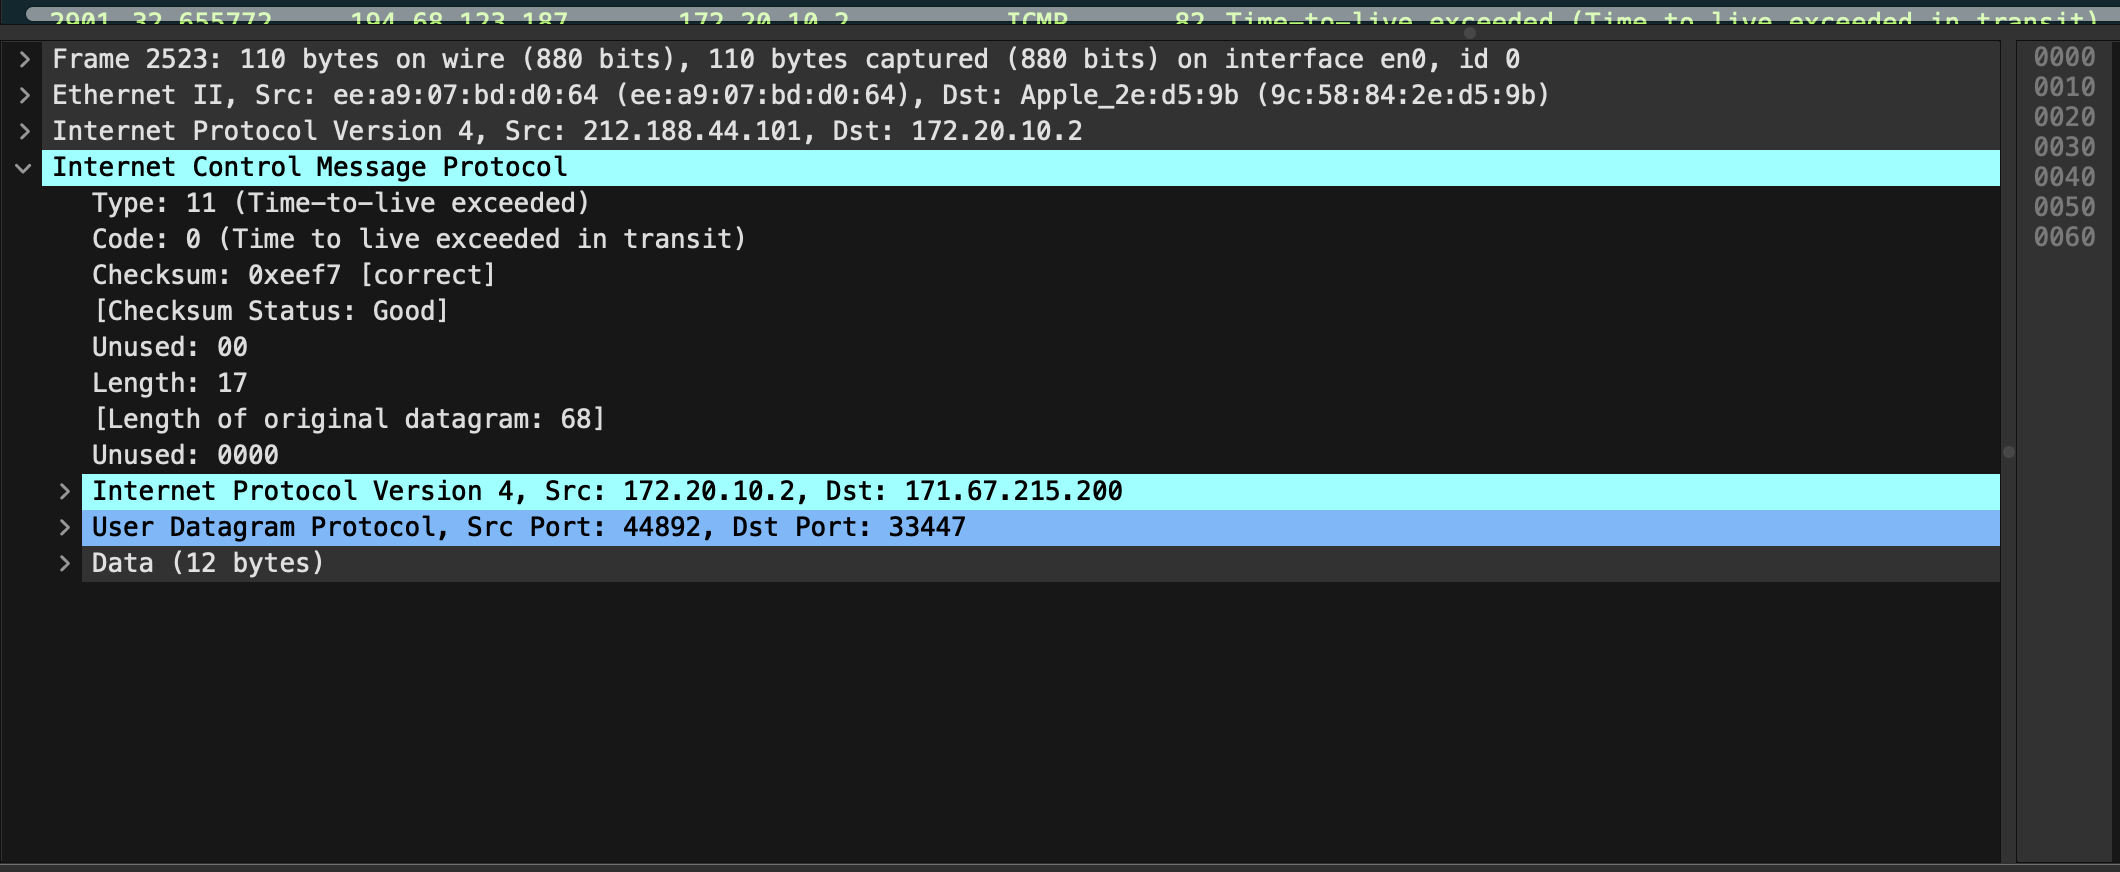 2901 32.655772 194.68.123.187 172.20.10.2 ICMP 82 Time-to-live exceeded (Time to live exceeded in transit)
Frame 2523: 110 bytes on wire (880 bits), 110 bytes captured (880 bits) on interface en0, id 0
Ethernet II, Src: ee:a9:07:bd:d0:64 (ee:a9:07:bd:d0:64), Dst: Apple_2e:d5:9b (9c:58:84:2e:d5:9b)
Internet Protocol Version 4, Src: 212.188.44.101, Dst: 172.20.10.2
Internet Control Message Protocol
Type: 11 (Time-to-live exceeded)
Code: 0 (Time to live exceeded in transit)
Checksum: 0xeef7 [correct]
[Checksum Status: Good]
Unused: 00
Length: 17
[Length of original datagram: 68]
Unused: 0000
Internet Protocol Version 4, Src: 172.20.10.2, Dst: 171.67.215.200
User Datagram Protocol, Src Port: 44892, Dst Port: 33447
Data (12 bytes)
0000
0010
0020
0030
0040
0050
0060